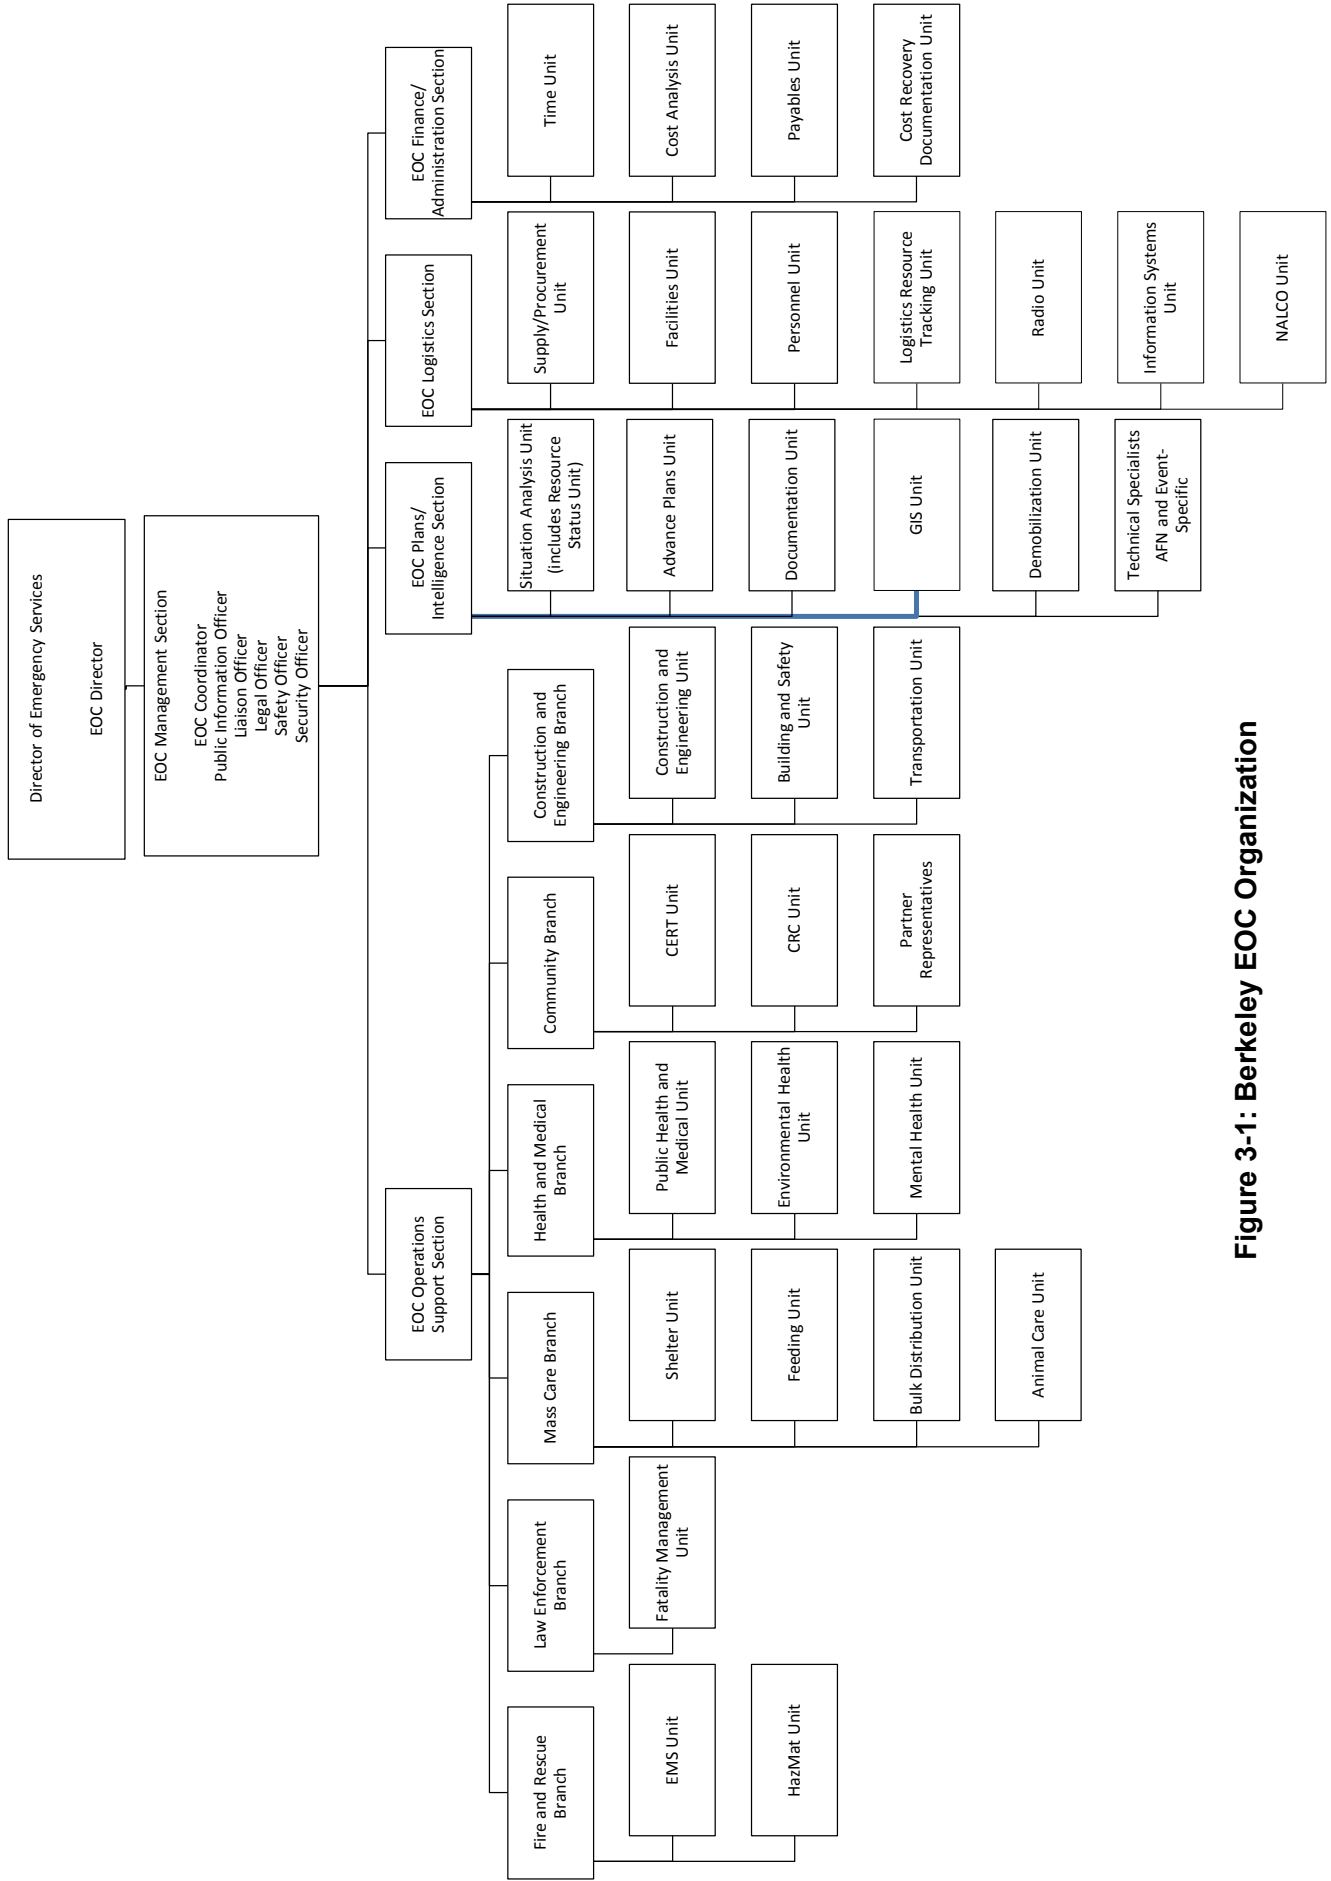 Director of Emergency Services
EOC Director
EOC Management Section
EOC Coordinator
Public Information Officer
Liaison Officer
Legal Officer
Safety Officer
Security Officer
EOC Operations
Support Section
EOC Plans/
Intelligence Section
EOC Logistics Section
EOC Finance/
Administration Section
Fire and Rescue
Branch
EMS Unit
HazMat Unit
Law Enforcement
Branch
Fatality Management
Unit
Mass Care Branch
Shelter Unit
Feeding Unit
Bulk Distribution Unit
Animal Care Unit
Health and Medical
Branch
Public Health and
Medical Unit
Environmental Health
Unit
Mental Health Unit
Community Branch
CERT Unit
CRC Unit
Partner
Representatives
Construction and
Engineering Branch
Construction and
Engineering Unit
Building and Safety
Unit
Transportation Unit
Situation Analysis Unit
(includes Resource
Status Unit)
Advance Plans Unit
Documentation Unit
GIS Unit
Demobilization Unit
Technical Specialists
AFN and Event-
Specific
Supply/Procurement
Unit
Facilities Unit
Personnel Unit
Logistics Resource
Tracking Unit
Radio Unit
Information Systems
Unit
NALCO Unit
Time Unit
Cost Analysis Unit
Payables Unit
Cost Recovery
Documentation Unit
Figure 3-1: Berkeley EOC Organization